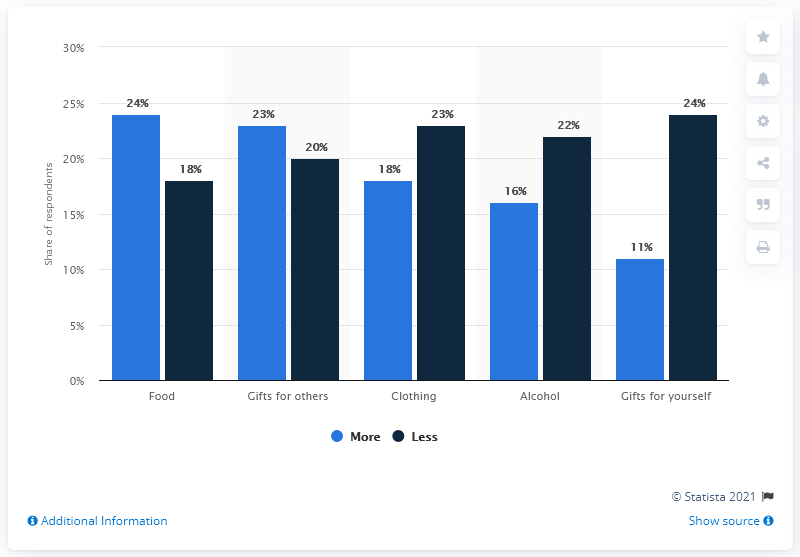 30%
25%
20%
15%
10%
5%
0%
Share of respondents
24%
18%
23%
20%
18%
23%
16%
22%
11%
24%
Food
Gifts for others
Clothing
Alcohol
Gifts for yourself
More
Less
© Statista 2021
Additional Information
Show source